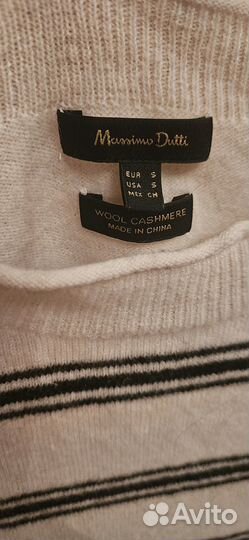 Massimo Dutti
EUR S
USA S
MEX CH
WOOL CASHMERE
MADE IN CHINA
Avito